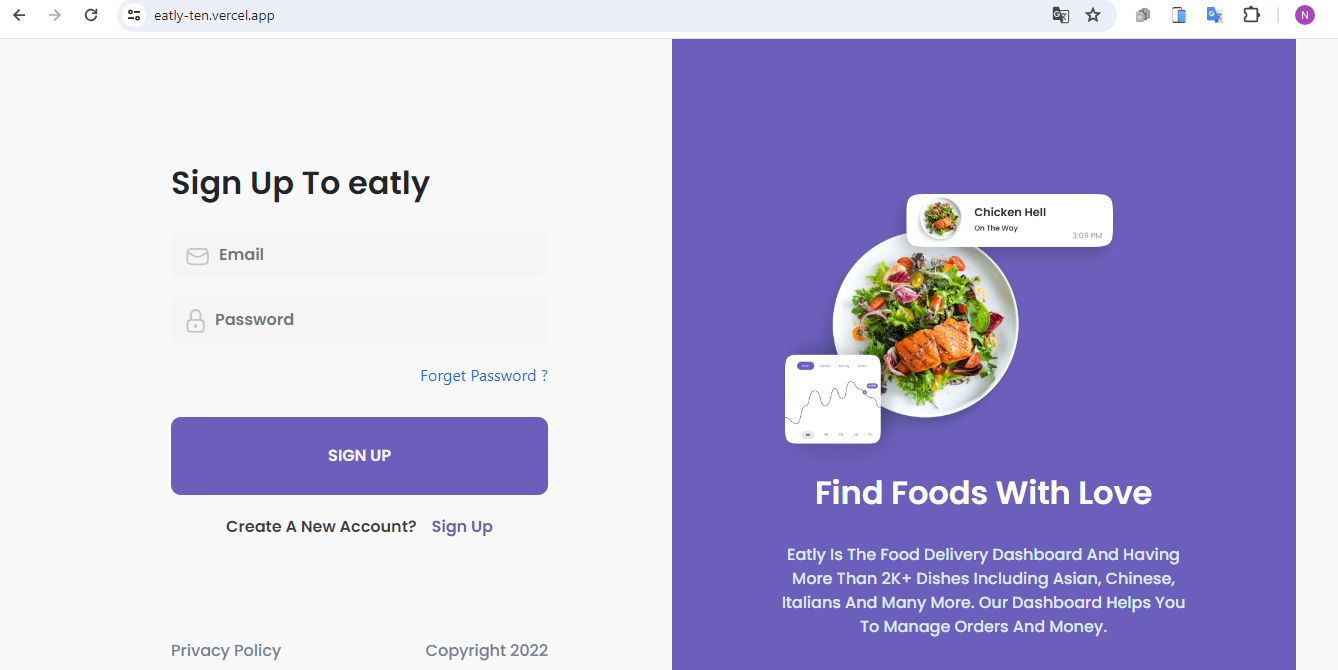 eatly-ten.vercel.app
N
Sign Up To eatly
Email
Password
Forget Password ?
SIGN UP
Create A New Account? Sign Up
Privacy Policy
Copyright 2022
Chicken Hell
On The Way
3:09 PM
Find Foods With Love
Eatly Is The Food Delivery Dashboard And Having
More Than 2K+ Dishes Including Asian, Chinese,
Italians And Many More. Our Dashboard Helps You
To Manage Orders And Money.